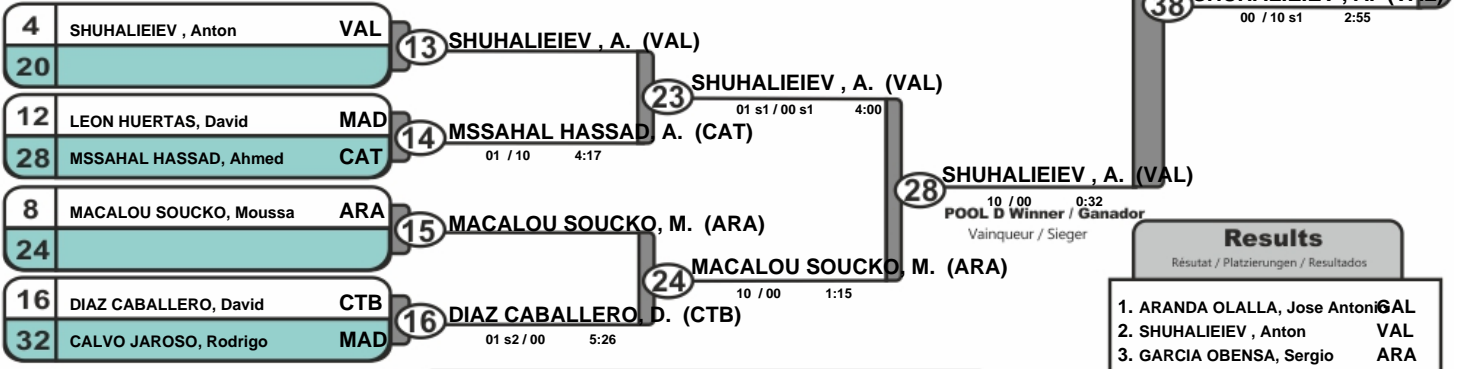 38 SHUHALIEIEV , A. (VAL)
00 / 10 s1 2:55
4 SHUHALIEIEV , Anton VAL
20
13 SHUHALIEIEV , A. (VAL)
23 SHUHALIEIEV , A. (VAL)
01 s1 / 00 s1 4:00
12 LEON HUERTAS, David MAD
28 MSSAHAL HASSAD, Ahmed CAT
14 MSSAHAL HASSAD, A. (CAT)
01 / 10 4:17
28 SHUHALIEIEV , A. (VAL)
10 / 00 0:32
POOL D Winner / Ganador
Vainqueur / Sieger
8 MACALOU SOUCKO, Moussa ARA
24
15 MACALOU SOUCKO, M. (ARA)
24 MACALOU SOUCKO, M. (ARA)
10 / 00 1:15
16 DIAZ CABALLERO, David CTB
32 CALVO JAROSO, Rodrigo MAD
16 DIAZ CABALLERO, D. (CTB)
01 s2 / 00 5:26
Results
Résutat / Platzierungen / Resultados
1. ARANDA OLALLA, Jose Antonio GAL
2. SHUHALIEIEV , Anton VAL
3. GARCIA OBENSA, Sergio ARA